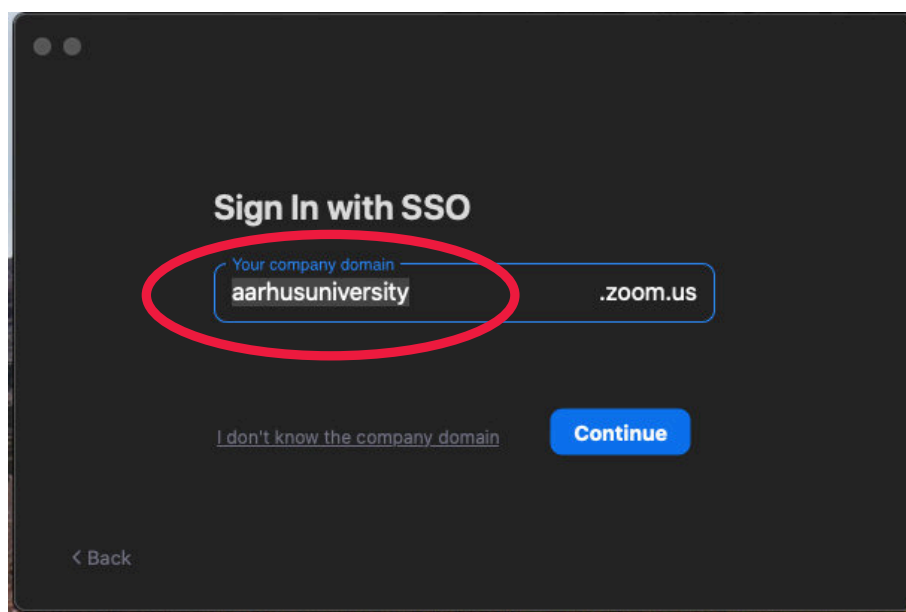 Sign In with SSO
Your company domain
aarhusuniversity .zoom.us
I don't know the company domain
Continue
< Back